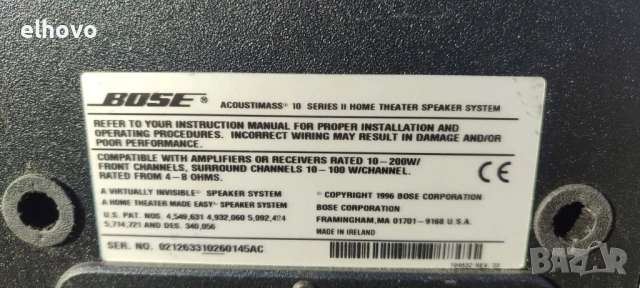 elhovo
BOSE® ACOUSTIMASS® 10 SERIES II HOME THEATER SPEAKER SYSTEM
REFER TO YOUR INSTRUCTION MANUAL FOR PROPER INSTALLATION AND
OPERATING PROCEDURES. INCORRECT WIRING MAY RESULT IN DAMAGE AND/OR
POOR PERFORMANCE.
COMPATIBLE WITH AMPLIFIERS OR RECEIVERS RATED 10-200W/
FRONT CHANNELS, SURROUND CHANNELS 10-100 W/CHANNEL.
RATED FROM 4-8 OHMS.
CE
A VIRTUALLY INVISIBLE® SPEAKER SYSTEM
A HOME THEATER MADE EASY® SPEAKER SYSTEM
U.S. PAT. NOS. 4,549,631 4,932,060 5,092,424
5,714,721 AND DES. 340,056
© COPYRIGHT 1996 BOSE CORPORATION
BOSE CORPORATION
FRAMINGHAM, MA 01701-9168 U.S.A.
MADE IN IRELAND
SER. NO. 021263310260145AC
194632 REV. 02
BAZAR